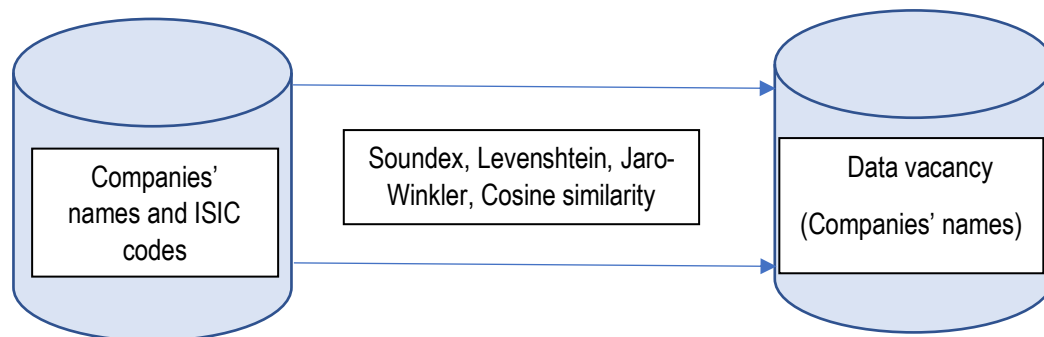 Companies’
names and ISIC
codes
Soundex, Levenshtein, Jaro-
Winkler, Cosine similarity
Data vacancy
(Companies’ names)